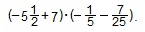 (-5 1/2 + 7) · (- 1/5 - 7/25).